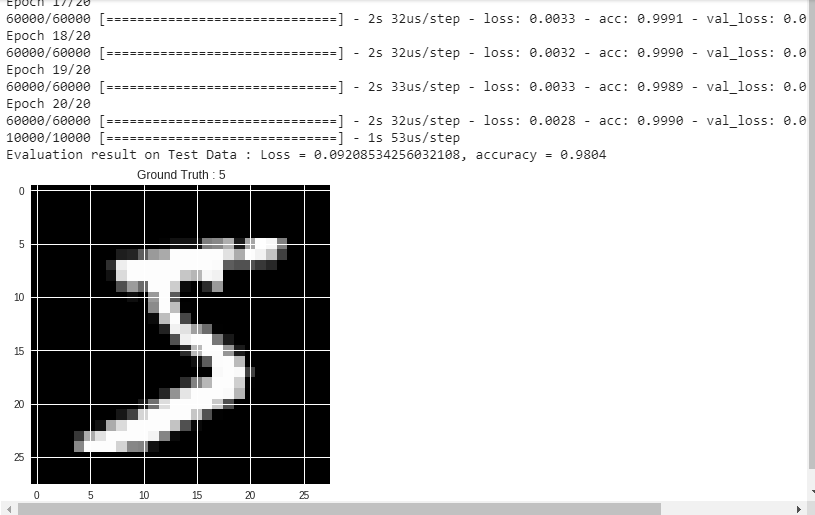 Epoch 17/20
60000/60000 [==============================] - 2s 32us/step - loss: 0.0033 - acc: 0.9991 - val_loss: 0.0
Epoch 18/20
60000/60000 [==============================] - 2s 32us/step - loss: 0.0032 - acc: 0.9990 - val_loss: 0.0
Epoch 19/20
60000/60000 [==============================] - 2s 33us/step - loss: 0.0033 - acc: 0.9989 - val_loss: 0.0
Epoch 20/20
60000/60000 [==============================] - 2s 32us/step - loss: 0.0028 - acc: 0.9990 - val_loss: 0.0
10000/10000 [==============================] - 1s 53us/step
Evaluation result on Test Data : Loss = 0.09208534256032108, accuracy = 0.9804
Ground Truth : 5
0
5
10
15
20
25
0 5 10 15 20 25
5